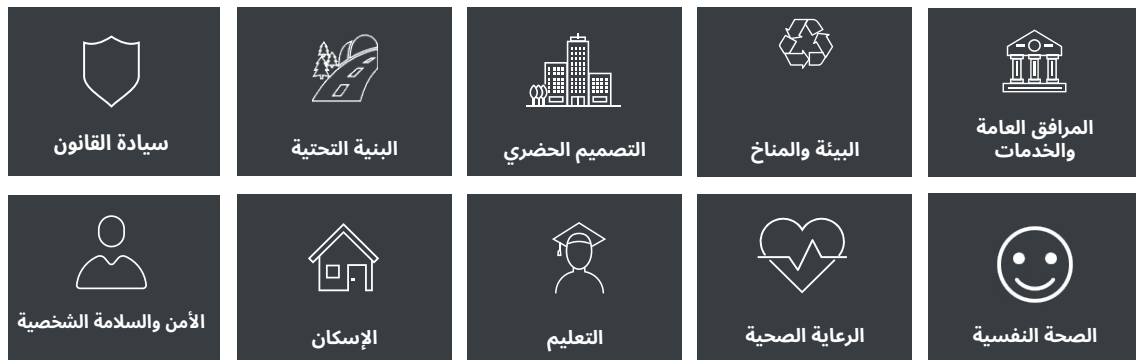 المرافق العامة
والخدمات
البيئة والمناخ
التصميم الحضري
البنية التحتية
سيادة القانون
الصحة النفسية
الرعاية الصحية
التعليم
الإسكان
الأمن والسلامة الشخصية